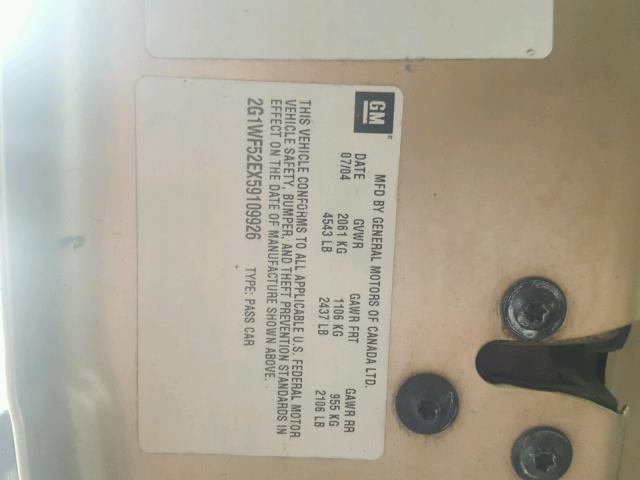 GM
MFD BY GENERAL MOTORS OF CANADA LTD.
DATE GVWR GAWR FRT GAWR RR
07/04 2061 KG 1106 KG 955 KG
4543 LB 2437 LB 2106 LB
THIS VEHICLE CONFORMS TO ALL APPLICABLE U.S. FEDERAL MOTOR
VEHICLE SAFETY, BUMPER, AND THEFT PREVENTION STANDARDS IN
EFFECT ON THE DATE OF MANUFACTURE SHOWN ABOVE.
2G1WF52EX59109926 TYPE: PASS CAR